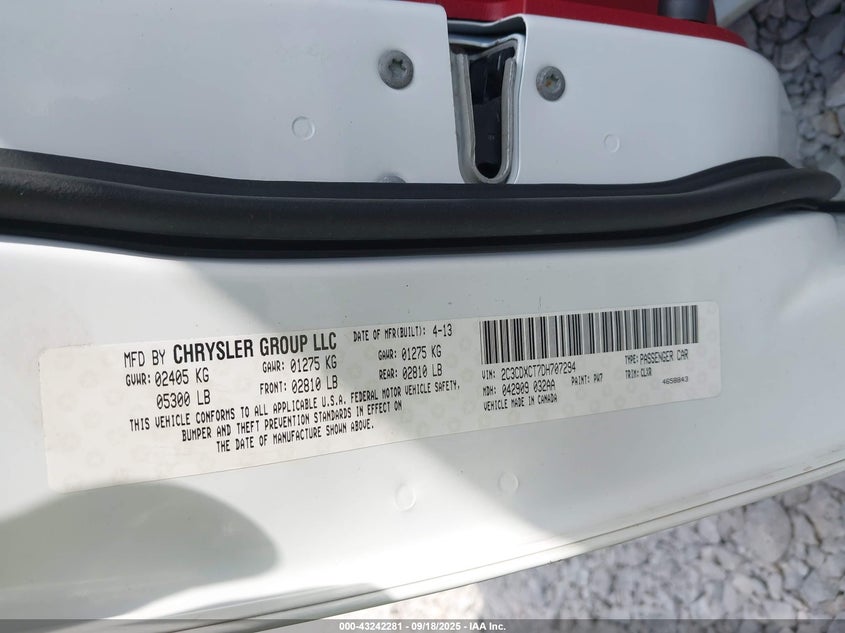 MFD BY CHRYSLER GROUP LLC DATE OF MFR(BUILT): 4-13
GVWR: 02405 KG GAWR: 01275 KG GAWR: 01275 KG
05300 LB FRONT: 02810 LB REAR: 02810 LB
THIS VEHICLE CONFORMS TO ALL APPLICABLE U.S.A. FEDERAL MOTOR VEHICLE SAFETY,
BUMPER AND THEFT PREVENTION STANDARDS IN EFFECT ON
THE DATE OF MANUFACTURE SHOWN ABOVE.
VIN: 2C3CDXCT7DH707294 TYPE: PASSENGER CAR
MDH: 042909 032AA PAINT: PW7 TRIM: CLXR
VEHICLE MADE IN CANADA 4658843
000-43242281 - 09/18/2025 - IAA Inc.